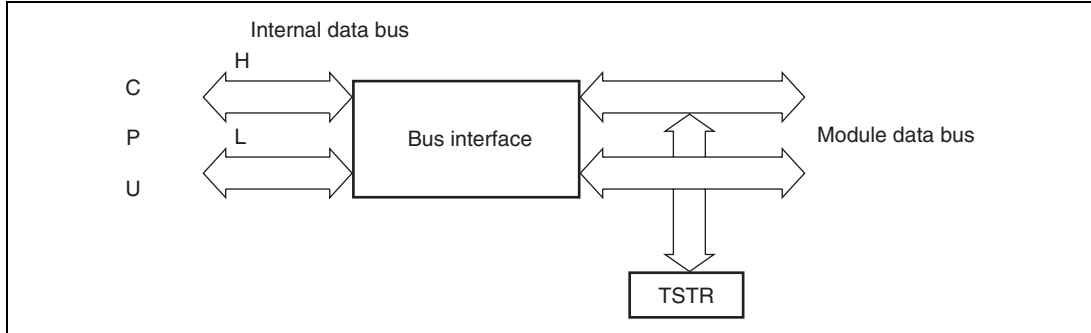 Internal data bus
H
C
P
L
U
Bus interface
Module data bus
TSTR